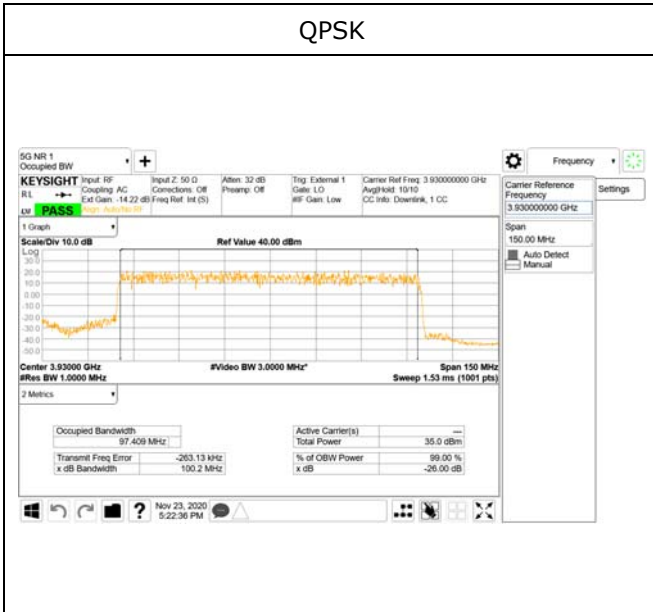 QPSK
5G NR 1
Occupied BW
Frequency
KEYSIGHT
Input: RF
Input Z: 50 Ω
Atten: 32 dB
Trig: External 1
Carrier Ref Freq: 3.930000000 GHz
RL
Coupling: AC
Corrections: Off
Preamp: Off
Gate: LO
Avg|Hold: 10/10
Ext Gain: -14.22 dB
Freq Ref: Int (S)
#IF Gain: Low
CC Info: Downlink, 1 CC
PASS
Align: Auto/No RF
Carrier Reference
Frequency
3.930000000 GHz
Settings
Span
150.00 MHz
Auto Detect
Manual
1 Graph
Scale/Div 10.0 dB
Ref Value 40.00 dBm
Log
30.0
20.0
10.0
0.00
-10.0
-20.0
-30.0
-40.0
-50.0
Center 3.93000 GHz
#Video BW 3.0000 MHz*
Span 150 MHz
#Res BW 1.0000 MHz
Sweep 1.53 ms (1001 pts)
2 Metrics
Occupied Bandwidth
97.409 MHz
Active Carrier(s)
---
Total Power
35.0 dBm
Transmit Freq Error
-263.13 kHz
% of OBW Power
99.00 %
x dB Bandwidth
100.2 MHz
x dB
-26.00 dB
?
Nov 23, 2020
5:22:36 PM